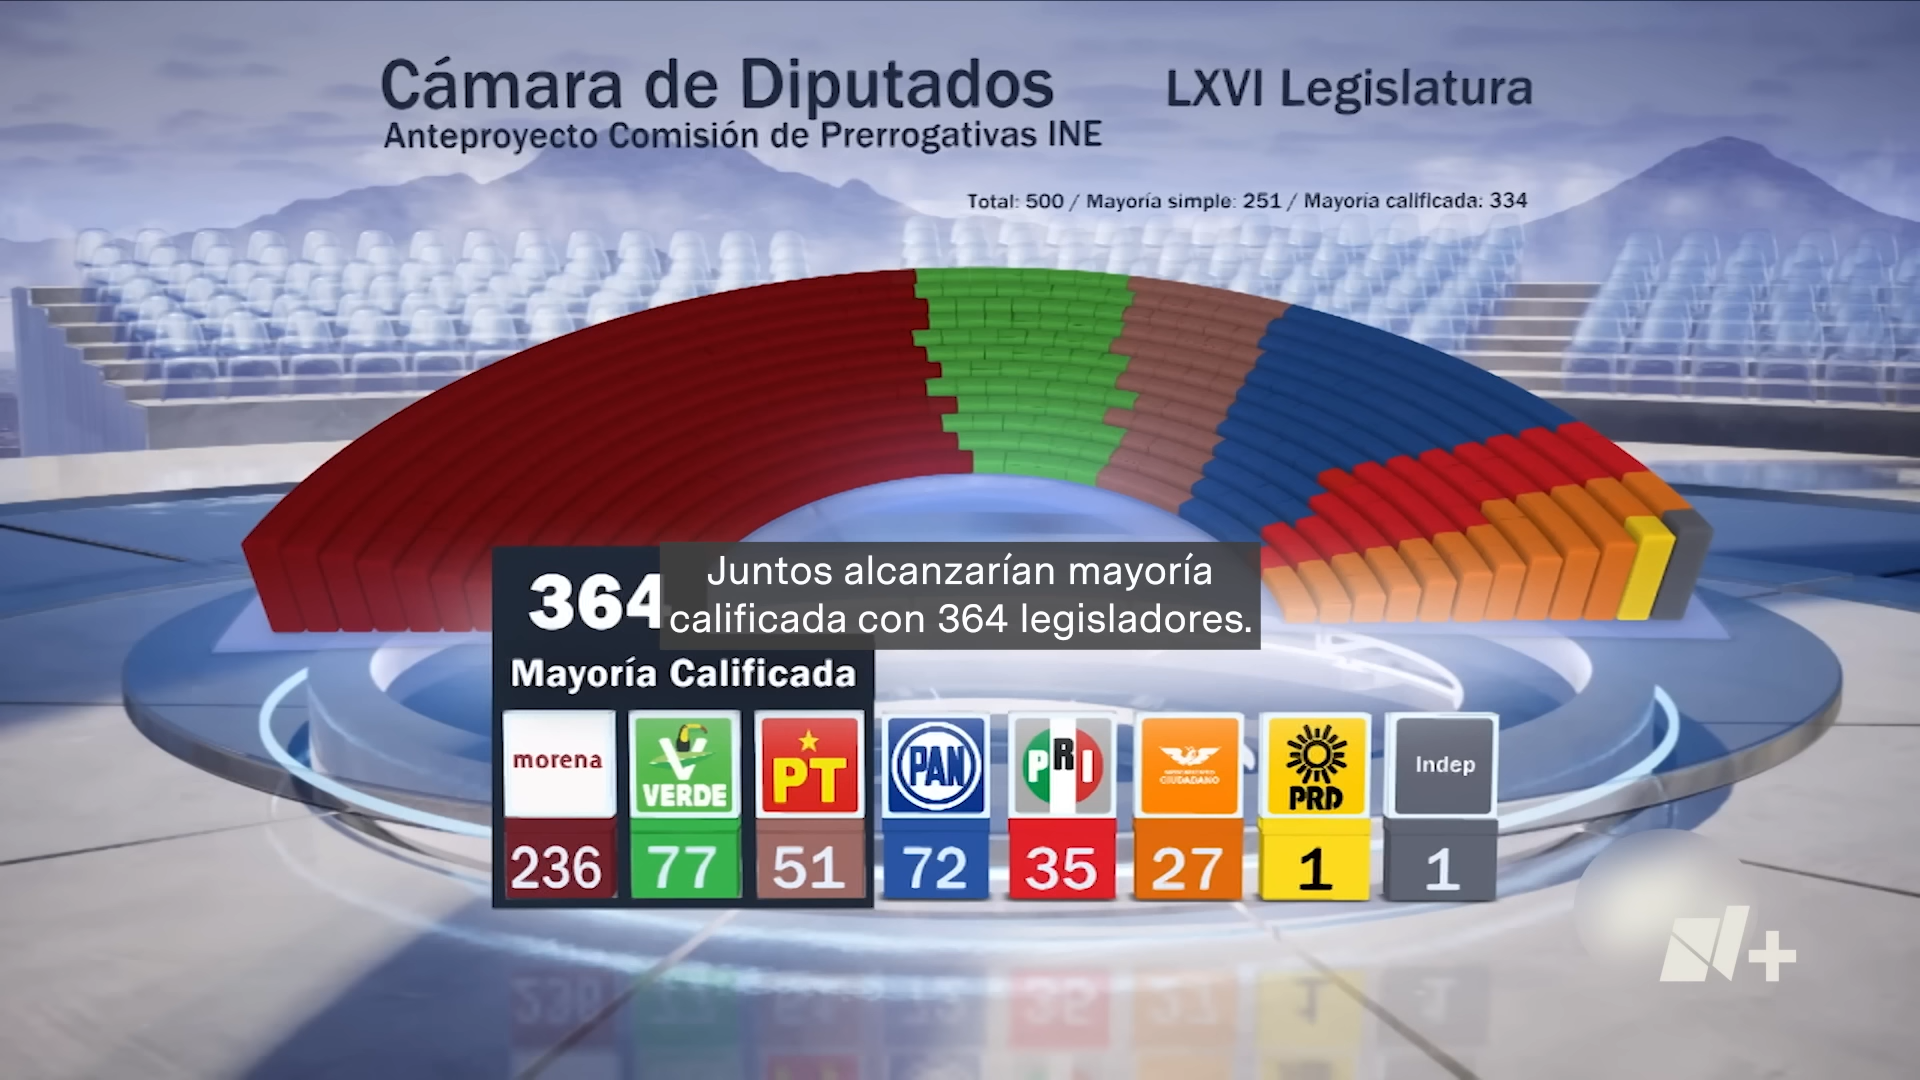 Cámara de Diputados
LXVI Legislatura
Anteproyecto Comisión de Prerrogativas INE
Total: 500 / Mayoría simple: 251 / Mayoría calificada: 334
364
Juntos alcanzarían mayoría
calificada con 364 legisladores.
Mayoría Calificada
morena
VERDE
PT
PAN
PRI
CIUDADANO
PRD
Indep
236
77
51
72
35
27
1
1
N+